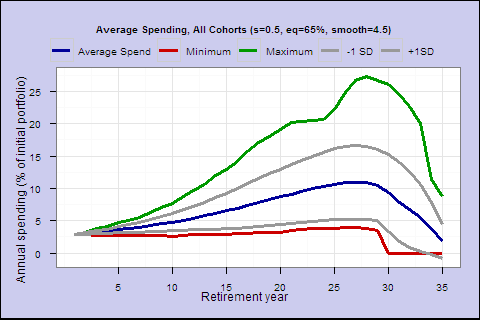 Average Spending, All Cohorts (s=0.5, eq=65%, smooth=4.5)
Average Spend Minimum Maximum -1 SD +1SD
Annual spending (% of initial portfolio)
25
20
15
10
5
0
5 10 15 20 25 30 35
Retirement year